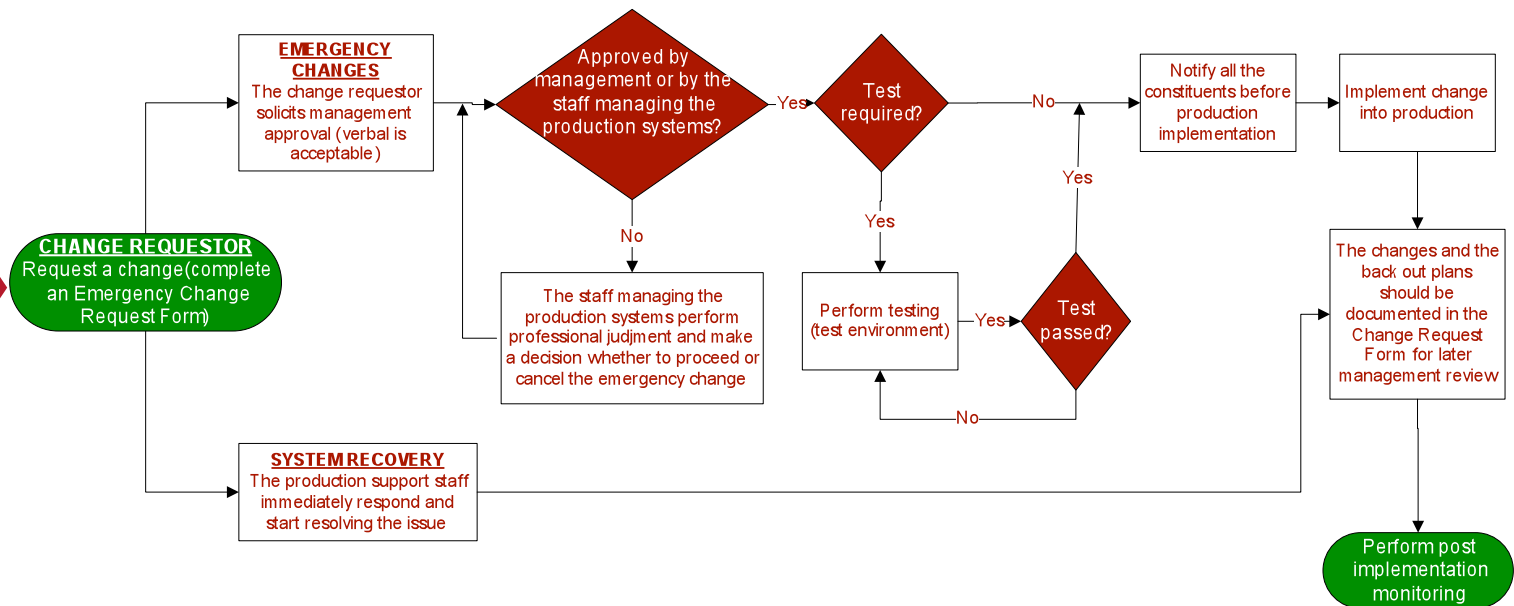 EMERGENCY
CHANGES
The change requestor
solicits management
approval (verbal is
acceptable)
Approved by
management or by the
staff managing the
production systems?
Yes
Test
required?
No
Notify all the
constituents before
production
implementation
Implement change
into production
Yes
Yes
No
CHANGE REQUESTOR
Request a change(complete
an Emergency Change
Request Form)
The staff managing the
production systems perform
professional judjment and make
a decision whether to proceed or
cancel the emergency change
Perform testing
(test environment)
Yes
Test
passed?
No
The changes and the
back out plans
should be
documented in the
Change Request
Form for later
management review
SYSTEM RECOVERY
The production support staff
immediately respond and
start resolving the issue
Perform post
implementation
monitoring